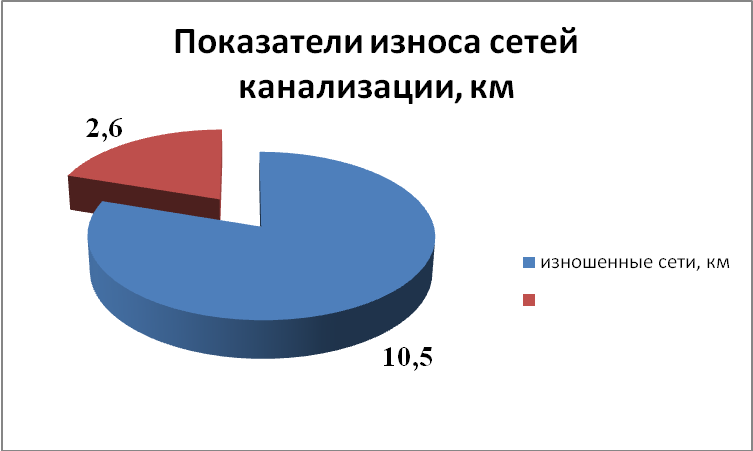 Показатели износа сетей
канализации, км
2,6
изношенные сети, км
10,5